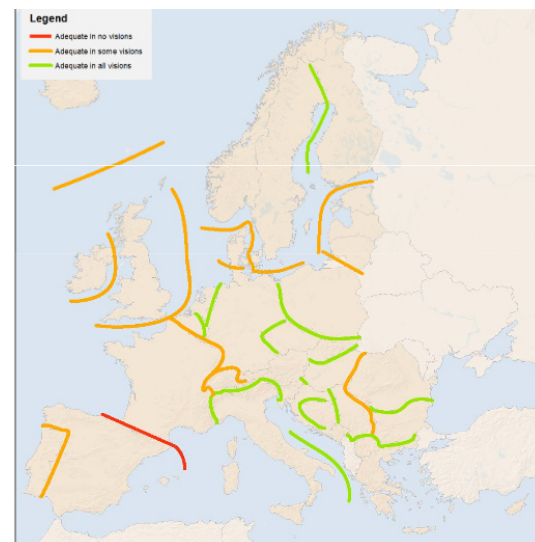 Legend
Adequate in no visions
Adequate in some visions
Adequate in all visions